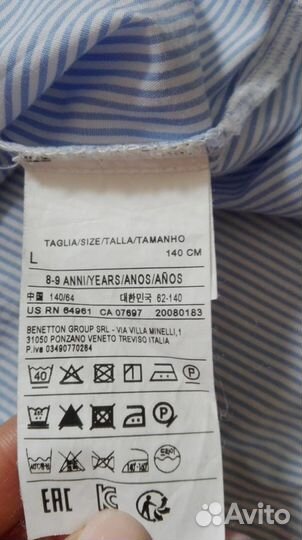 TAGLIA/SIZE/TALLA/TAMANHO
L 140 CM
8-9 ANNI/YEARS/ANOS/AÑOS
中国 140/64 대한민국 62-140
US RN 64961 CA 07697 20080183
BENETTON GROUP SRL - VIA VILLA MINELLI,1
31050 PONZANO VENETO TREVISO ITALIA
P.Iva 03490770264
40 P
P
EAC
Avito